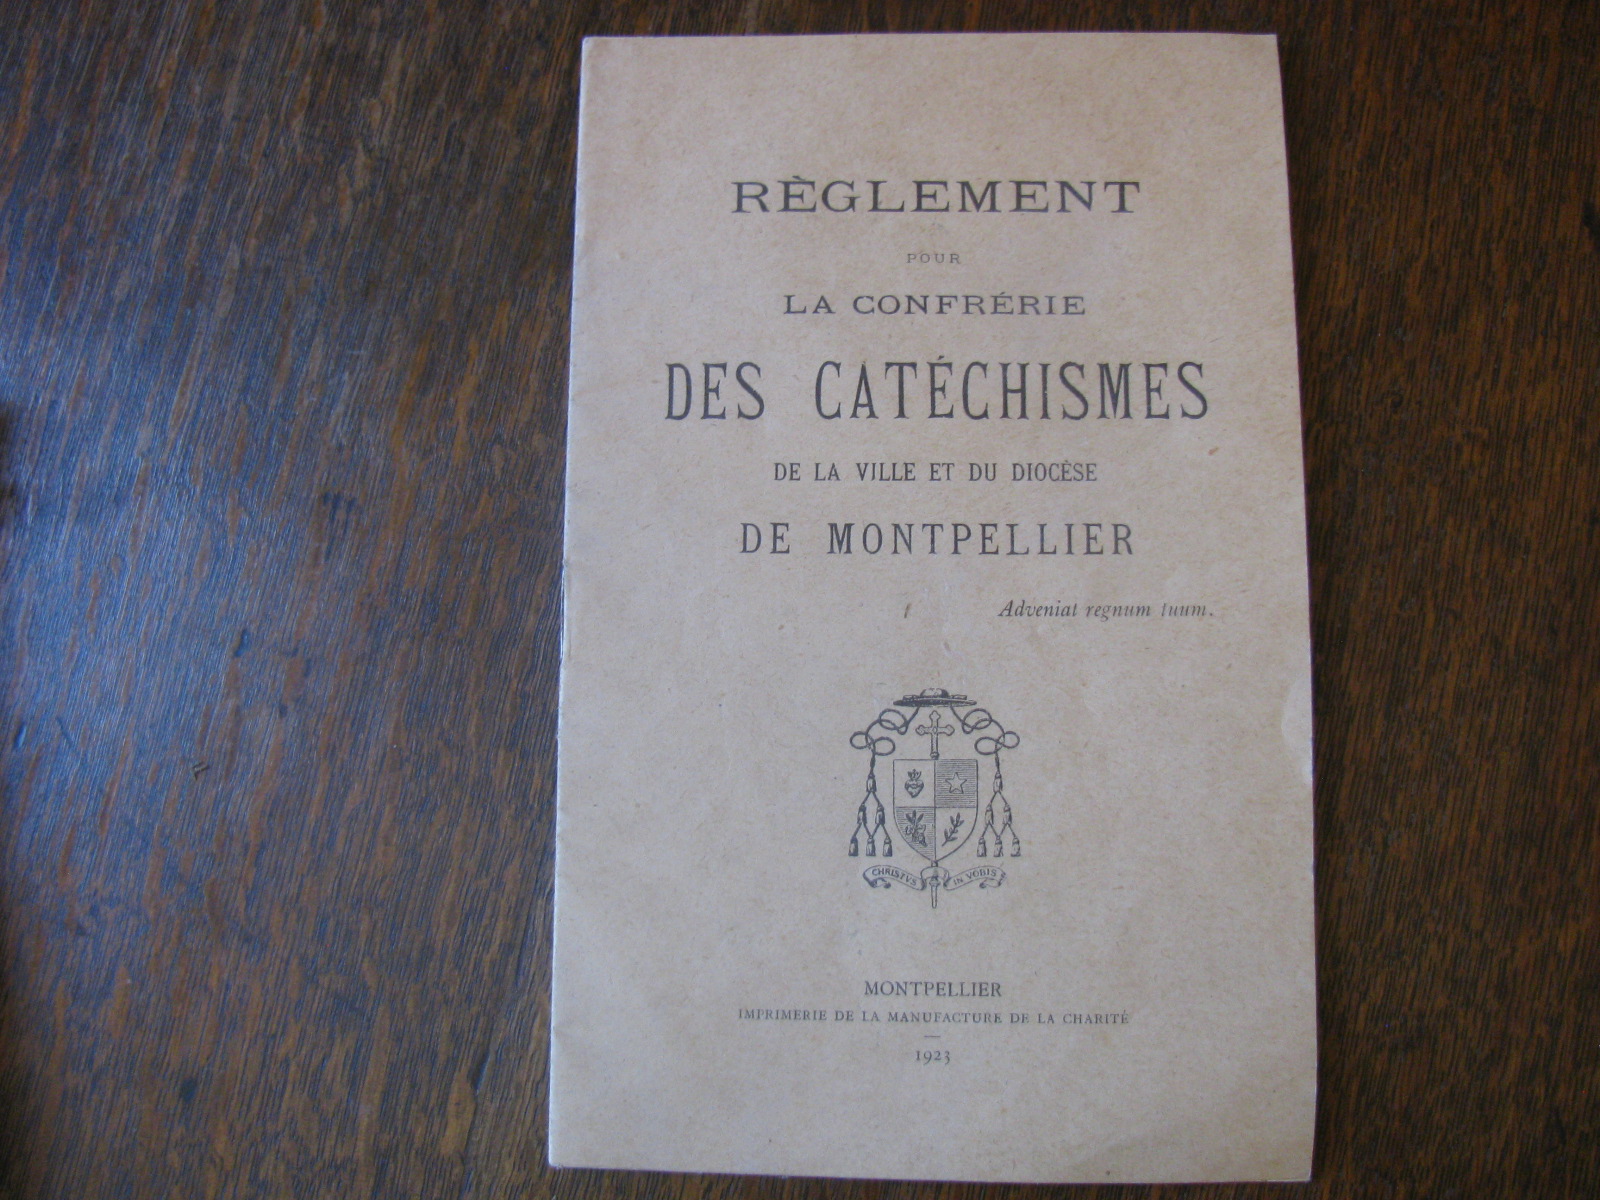 RÈGLEMENT
POUR
LA CONFRÉRIE
DES CATÉCHISMES
DE LA VILLE ET DU DIOCÈSE
DE MONTPELLIER
Adveniat regnum tuum.
CHRISTVS IN VOBIS
MONTPELLIER
IMPRIMERIE DE LA MANUFACTURE DE LA CHARITÉ
1923